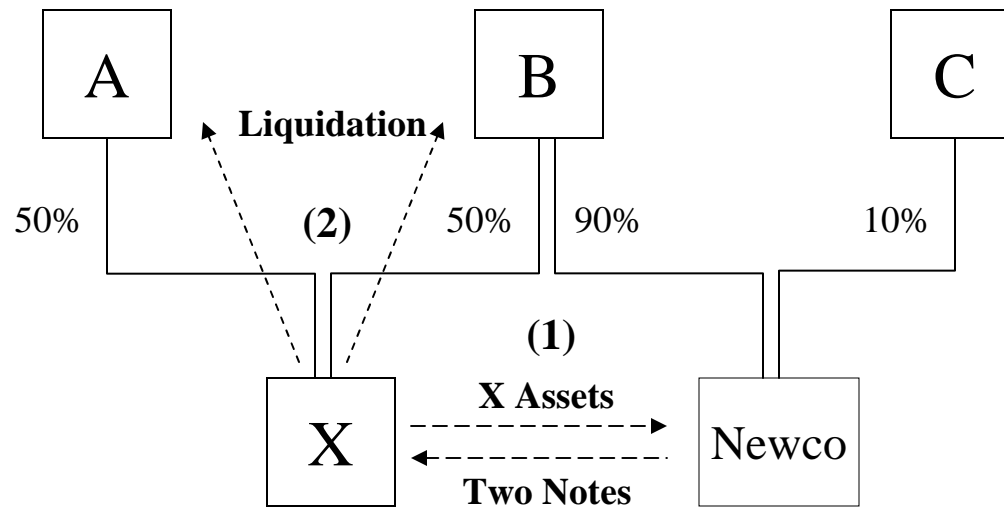 A
B
C
Liquidation
50%
(2)
50%
90%
10%
(1)
X Assets
X
Newco
Two Notes